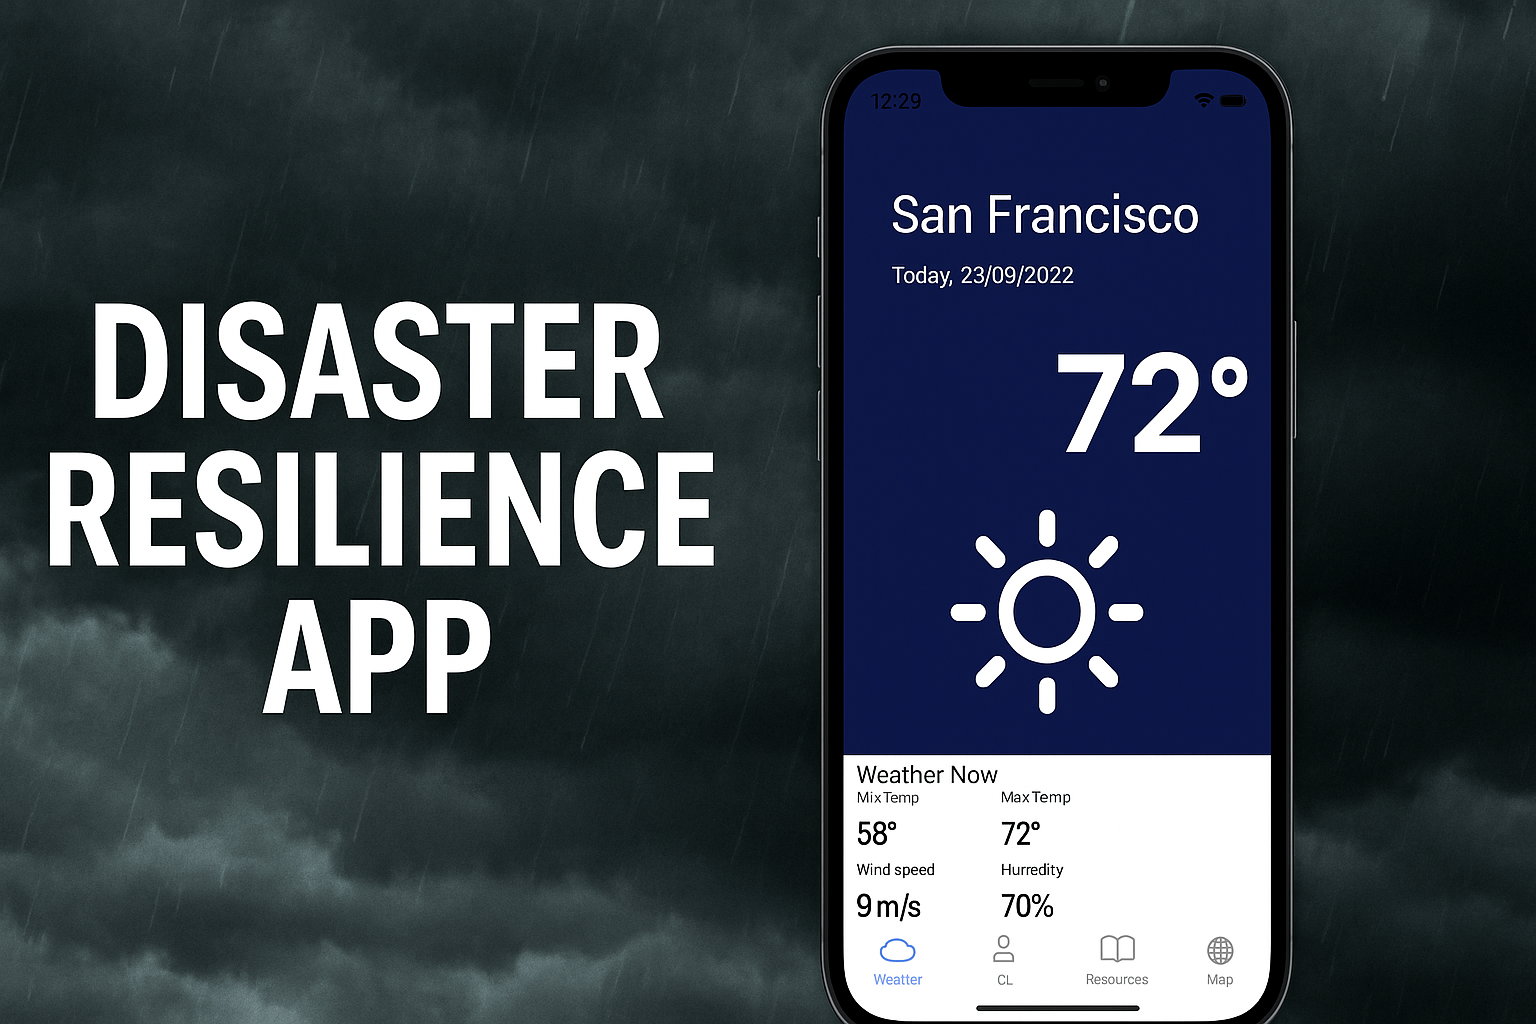 DISASTER
RESILIENCE
APP
12:29
San Francisco
Today, 23/09/2022
72°
Weather Now
Mix Temp
Max Temp
58°
72°
Wind speed
Hurredity
9 m/s
70%
Weatter
CL
Resources
Map